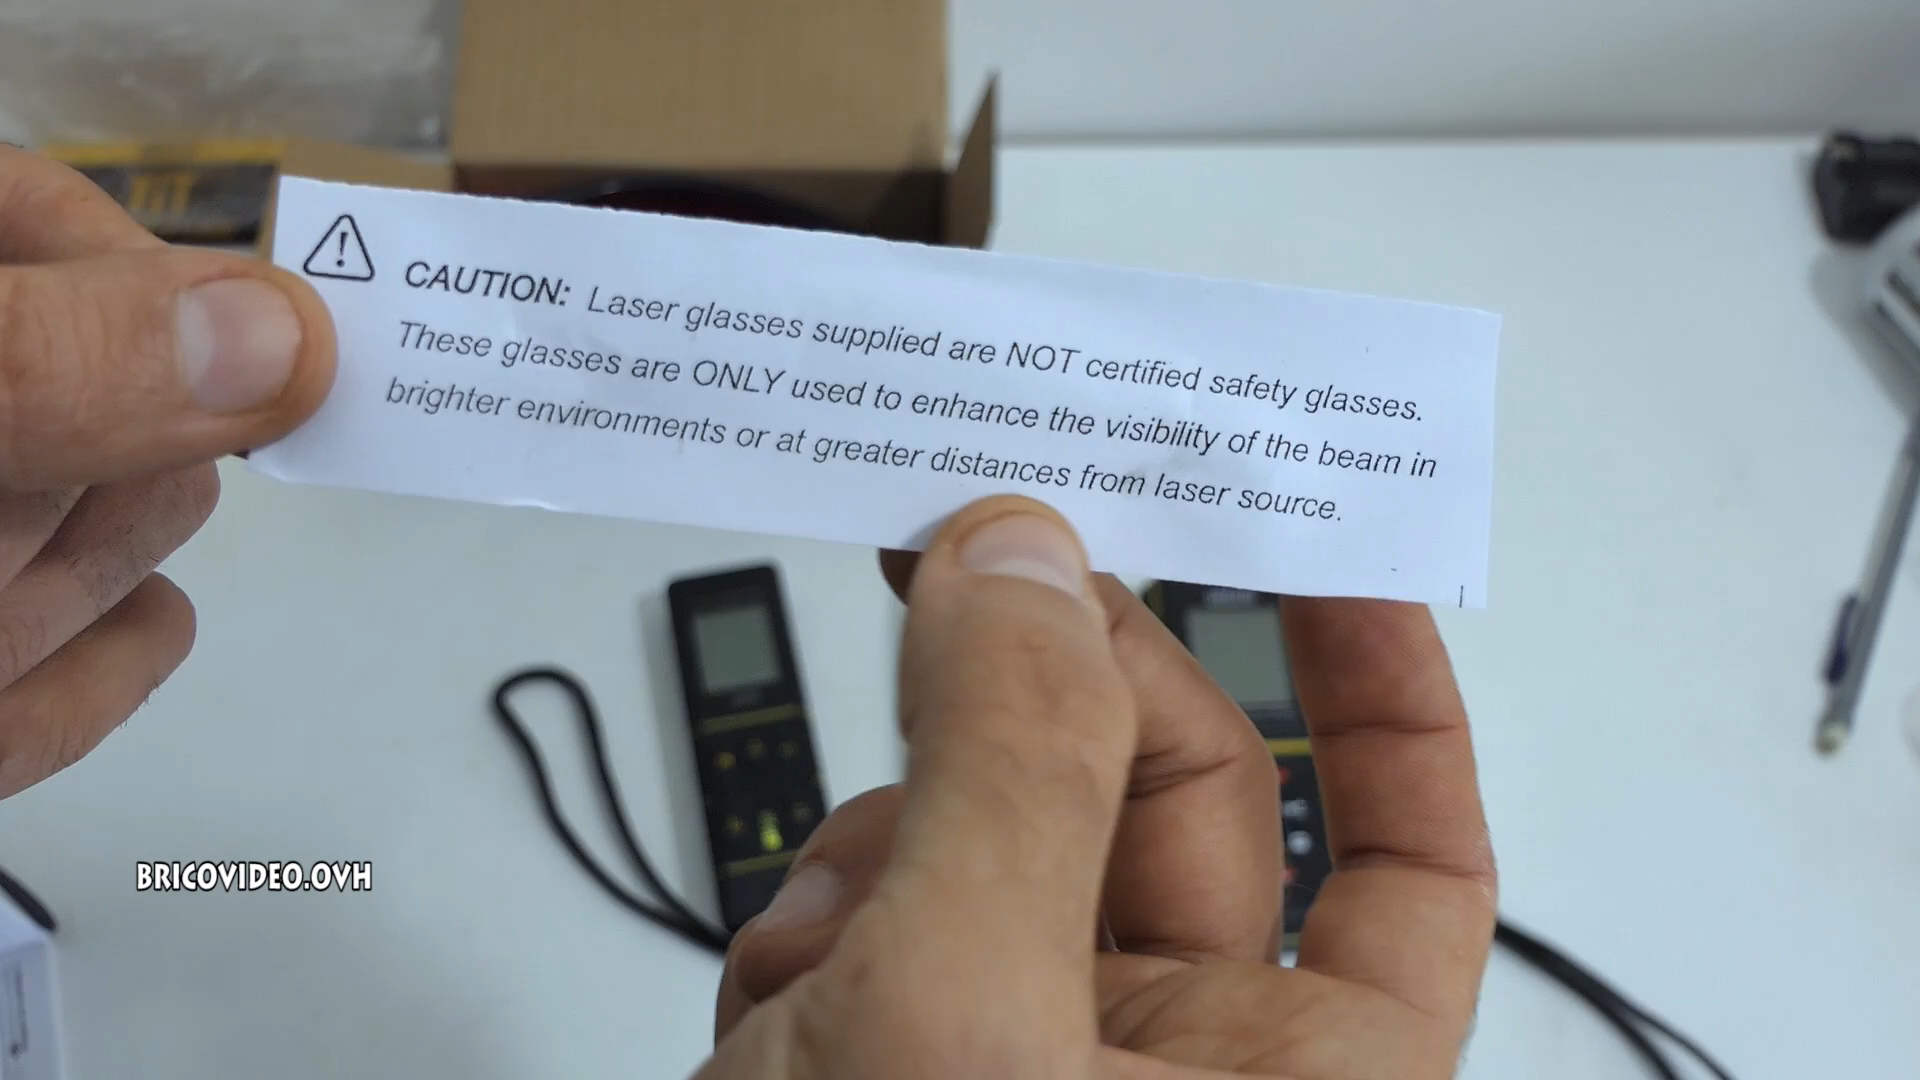 CAUTION: Laser glasses supplied are NOT certified safety glasses.
These glasses are ONLY used to enhance the visibility of the beam in
brighter environments or at greater distances from laser source.
BRICOVIDEO.OVH